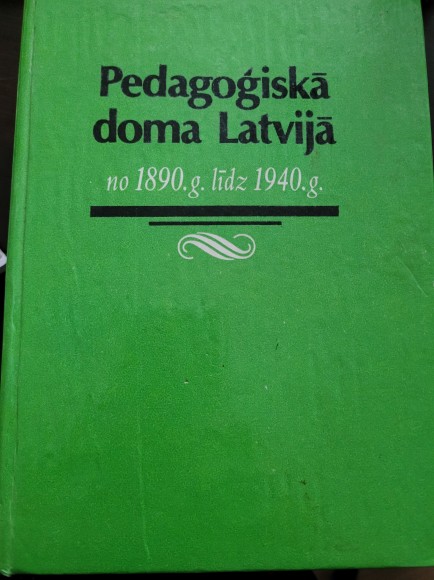 Pedagoģiskā
doma Latvijā
no 1890.g. līdz 1940.g.